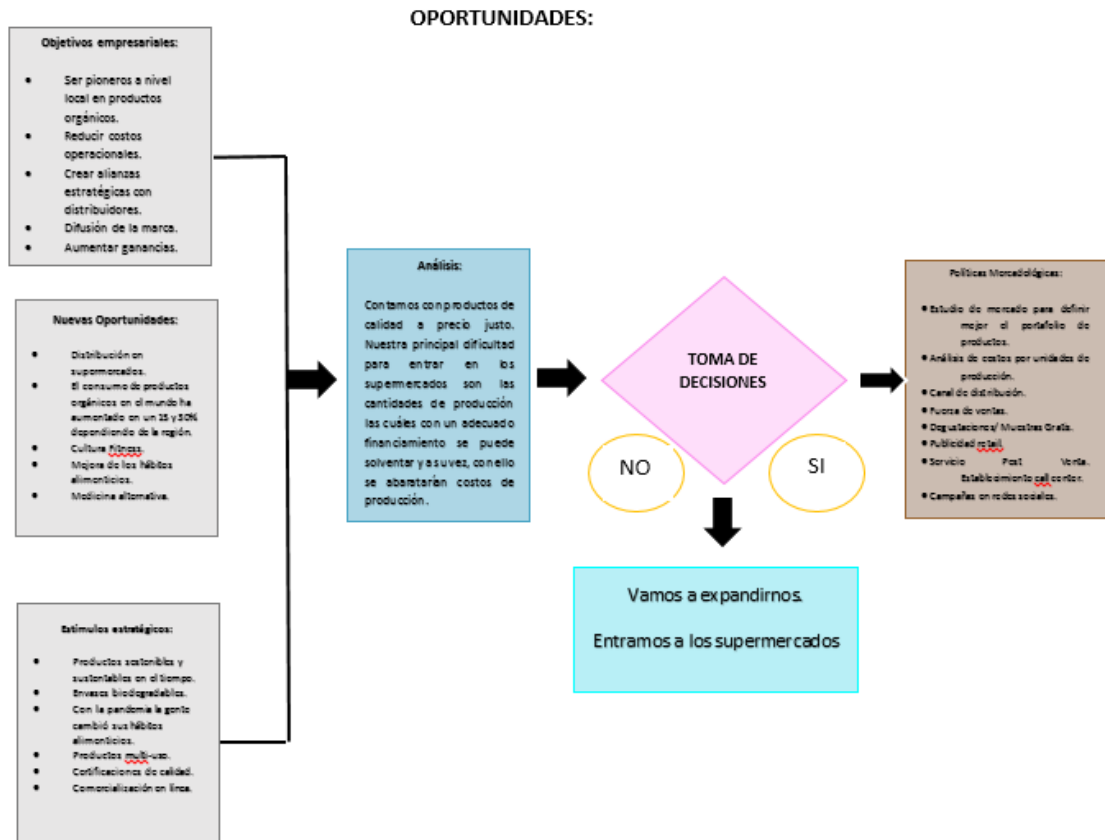 OPORTUNIDADES:
Objetivos empresariales:
• Ser pioneros a nivel
local en productos
orgánicos.
• Reducir costos
operacionales.
• Crear alianzas
estratégicas con
distribuidores.
• Difusión de la marca.
• Aumentar ganancias.
Nuevas Oportunidades:
• Distribución en
supermercados.
• El consumo de productos
orgánicos en el mundo ha
aumentado en un 15 y 30%
dependiendo de la región.
• Cultura Fitness.
• Mejora de los hábitos
alimenticios.
• Medicina alternativa.
Estímulos estratégicos:
• Productos sostenibles y
sustentables en el tiempo.
• Envases biodegradables.
• Con la pandemia la gente
cambió sus hábitos
alimenticios.
• Productos multi-uso.
• Certificaciones de calidad.
• Comercialización en línea.
Análisis:
Contamos con productos de
calidad a precio justo.
Nuestra principal dificultad
para entrar en los
supermercados son las
cantidades de producción
las cuáles con un adecuado
financiamiento se puede
solventar y a su vez, con ello
se abaratarían costos de
producción.
TOMA DE
DECISIONES
NO
SI
Vamos a expandirnos.
Entramos a los supermercados
Políticas Mercadológicas:
• Estudio de mercado para definir
mejor el portafolio de
productos.
• Análisis de costos por unidades de
producción.
• Canal de distribución.
• Fuerza de ventas.
• Degustaciones/ Muestras Gratis.
• Publicidad retail.
• Servicio Post Venta.
Establecimiento call center.
• Campañas en redes sociales.